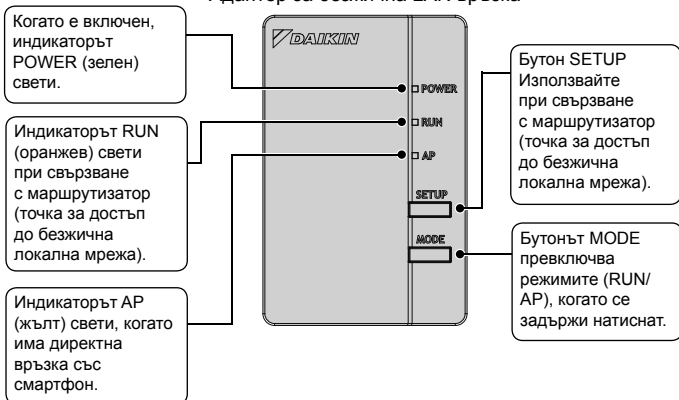 Адаптер за безжична LAN връзка
Когато е включен,
индикаторът
POWER (зелен)
свети.
Индикаторът RUN
(оранжев) свети
при свързване
с маршрутизатор
(точка за достъп
до безжична
локална мрежа).
Индикаторът AP
(жълт) свети, когато
има директна
връзка със
смартфон.
DAIKIN
POWER
RUN
AP
SETUP
MODE
Бутон SETUP
Използвайте
при свързване
с маршрутизатор
(точка за достъп
до безжична
локална мрежа).
Бутонът MODE
превключва
режимите (RUN/
AP), когато се
задържи натиснат.